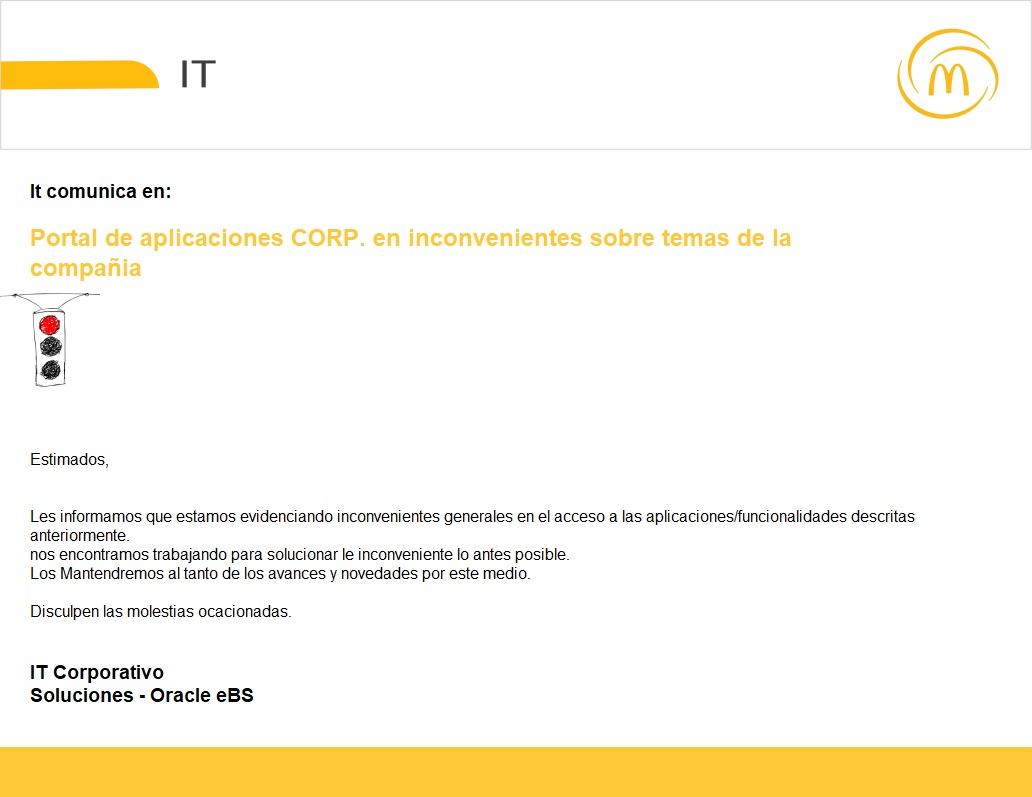 IT
It comunica en:
Portal de aplicaciones CORP. en inconvenientes sobre temas de la
compañia
Estimados,
Les informamos que estamos evidenciando inconvenientes generales en el acceso a las aplicaciones/funcionalidades descritas
anteriormente.
nos encontramos trabajando para solucionar le inconveniente lo antes posible.
Los Mantendremos al tanto de los avances y novedades por este medio.
Disculpen las molestias ocacionadas.
IT Corporativo
Soluciones - Oracle eBS